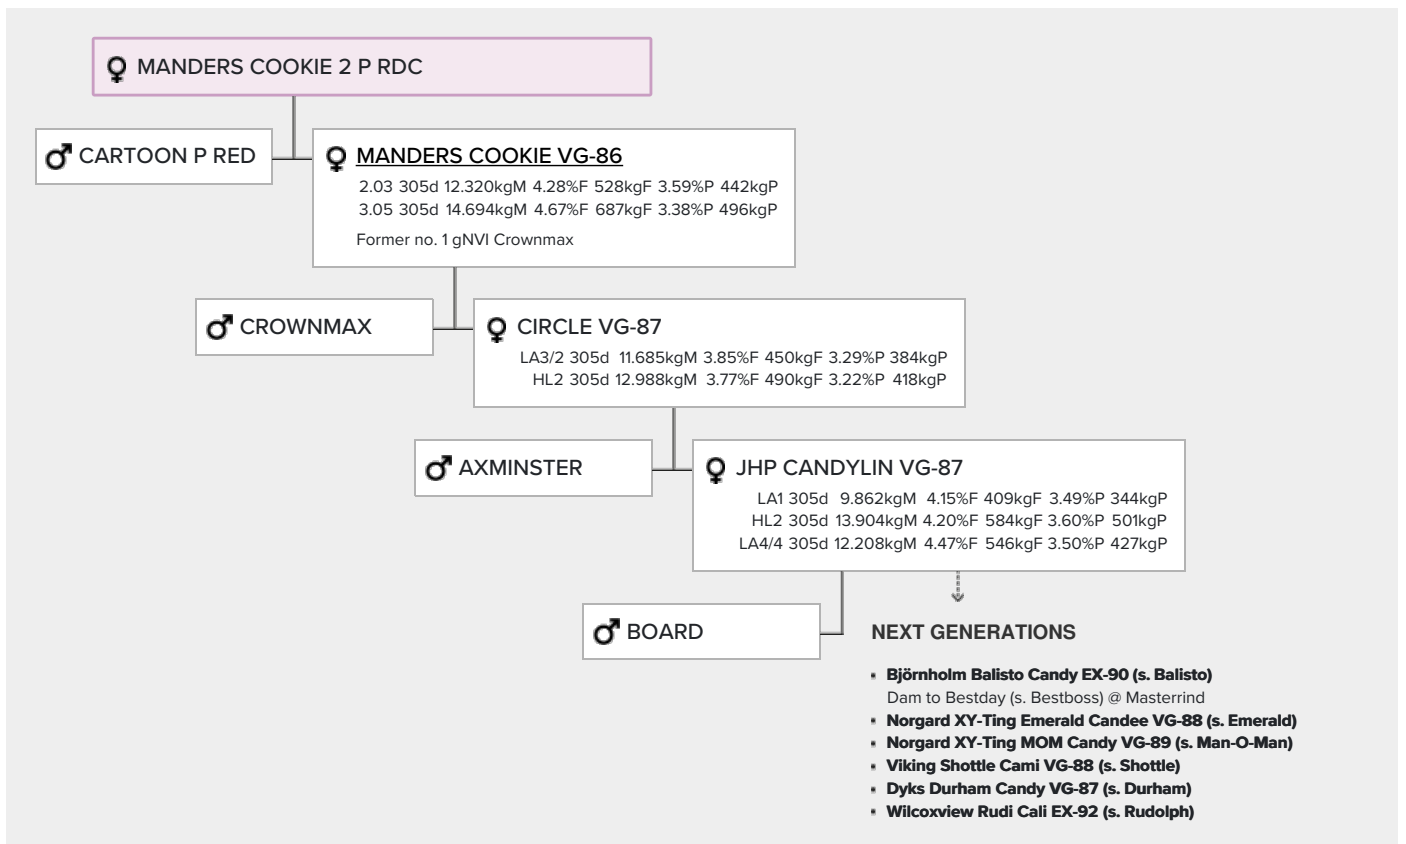 MANDERS COOKIE 2 P RDC
CARTOON P RED
MANDERS COOKIE VG-86
2.03 305d 12.320kgM 4.28%F 528kgF 3.59%P 442kgP
3.05 305d 14.694kgM 4.67%F 687kgF 3.38%P 496kgP
Former no. 1 gNVI Crownmax
CROWNMAX
CIRCLE VG-87
LA3/2 305d 11.685kgM 3.85%F 450kgF 3.29%P 384kgP
HL2 305d 12.988kgM 3.77%F 490kgF 3.22%P 418kgP
AXMINSTER
JHP CANDYLIN VG-87
LA1 305d 9.862kgM 4.15%F 409kgF 3.49%P 344kgP
HL2 305d 13.904kgM 4.20%F 584kgF 3.60%P 501kgP
LA4/4 305d 12.208kgM 4.47%F 546kgF 3.50%P 427kgP
BOARD
NEXT GENERATIONS
Björnholm Balisto Candy EX-90 (s. Balisto)
Dam to Bestday (s. Bestboss) @ Masterrind
Norgard XY-Ting Emerald Candee VG-88 (s. Emerald)
Norgard XY-Ting MOM Candy VG-89 (s. Man-O-Man)
Viking Shottle Cami VG-88 (s. Shottle)
Dyks Durham Candy VG-87 (s. Durham)
Wilcoxview Rudi Cali EX-92 (s. Rudolph)